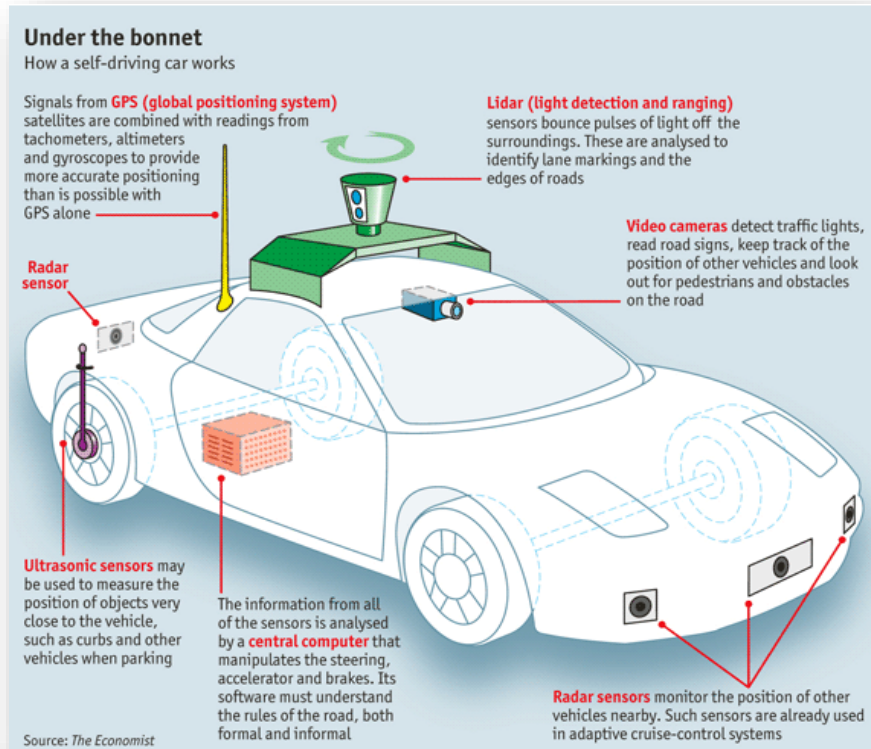 Under the bonnet
How a self-driving car works
Signals from GPS (global positioning system)
satellites are combined with readings from
tachometers, altimeters
and gyroscopes to provide
more accurate positioning
than is possible with
GPS alone
Lidar (light detection and ranging)
sensors bounce pulses of light off the
surroundings. These are analysed to
identify lane markings and the
edges of roads
Video cameras detect traffic lights,
read road signs, keep track of the
position of other vehicles and look
out for pedestrians and obstacles
on the road
Radar
sensor
Ultrasonic sensors may
be used to measure the
position of objects very
close to the vehicle,
such as curbs and other
vehicles when parking
The information from all
of the sensors is analysed
by a central computer that
manipulates the steering,
accelerator and brakes. Its
software must understand
the rules of the road, both
formal and informal
Radar sensors monitor the position of other
vehicles nearby. Such sensors are already used
in adaptive cruise-control systems
Source: The Economist